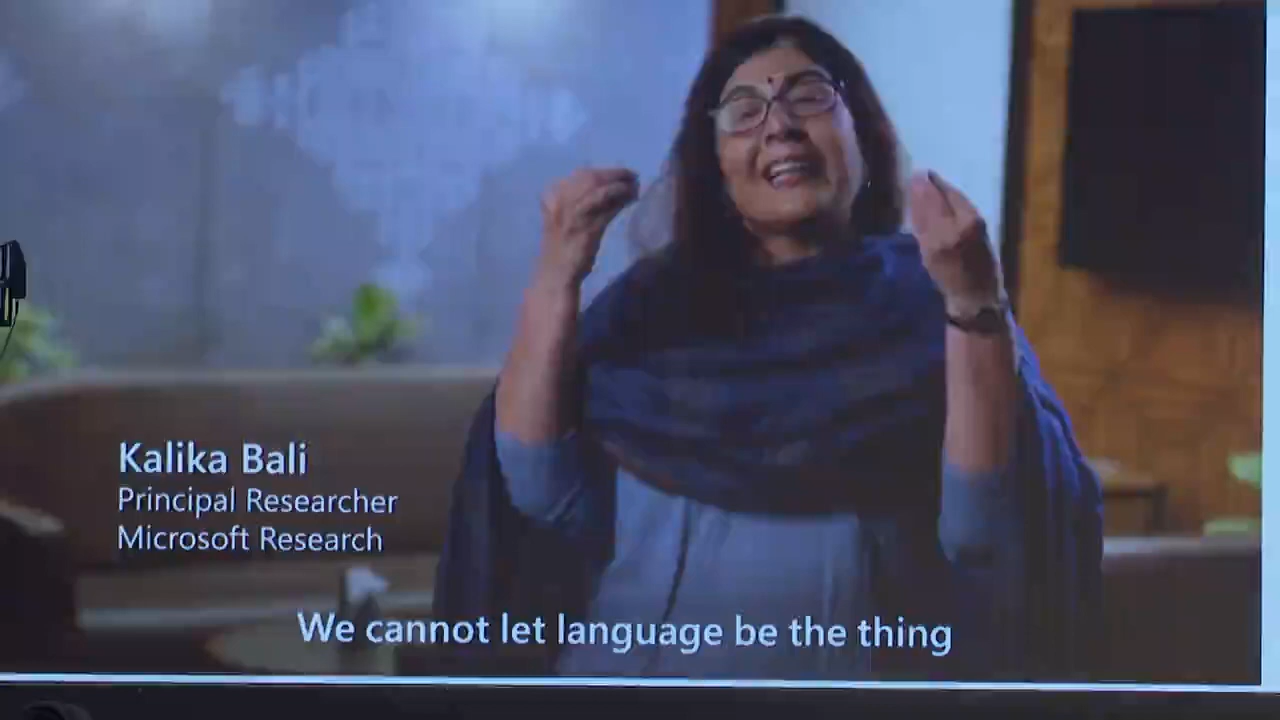 Kalika Bali
Principal Researcher
Microsoft Research
We cannot let language be the thing